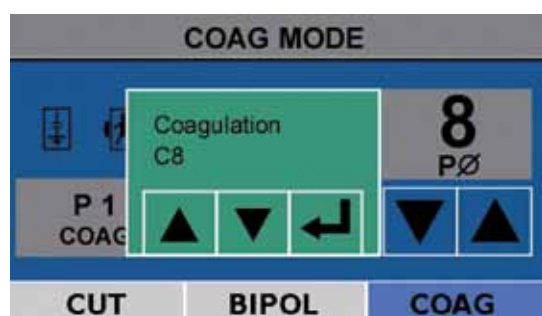 COAG MODE
Coagulation
C8
8
PØ
P 1
COAG
CUT BIPOL COAG